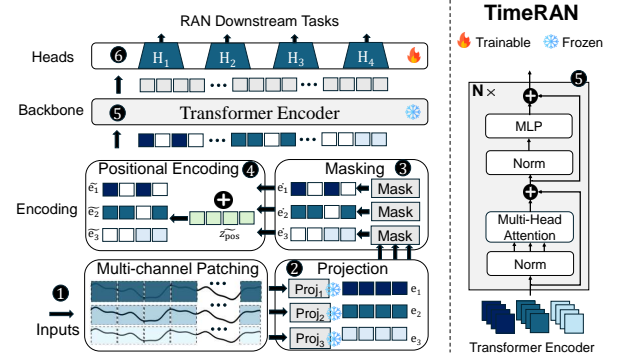 RAN Downstream Tasks
Heads
6
H1
H2
H3
H4
Backbone
5
Transformer Encoder
...
...
Encoding
Positional Encoding
4
ẽ1
ẽ2
ẽ3
z̃pos
Masking
3
e'1
e'2
e'3
Mask
Mask
Mask
1
Inputs
Multi-channel Patching
...
...
2
Projection
Proj1
Proj2
Proj3
e1
e2
e3
TimeRAN
Trainable
Frozen
5
N×
MLP
Norm
Multi-Head
Attention
Norm
Transformer Encoder